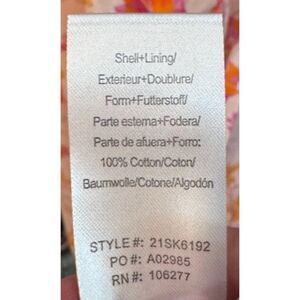 Shell+Lining/
Exterieur+Doublure/
Form+Futterstoff/
Parte esterna+Fodera/
Parte de afuera+Forro:
100% Cotton/Coton/
Baumwolle/Cotone/Algodón
STYLE#: 21SK6192
PO#: A02985
RN#: 106277